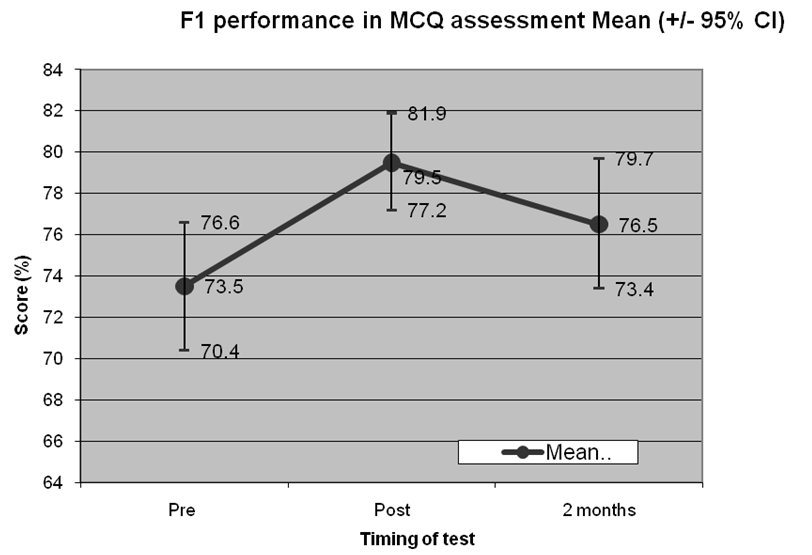 F1 performance in MCQ assessment Mean (+/- 95% CI)
84
82
80
78
76
74
72
70
68
66
64
Score (%)
76.6
73.5
70.4
81.9
79.5
77.2
79.7
76.5
73.4
Mean..
Pre
Post
2 months
Timing of test